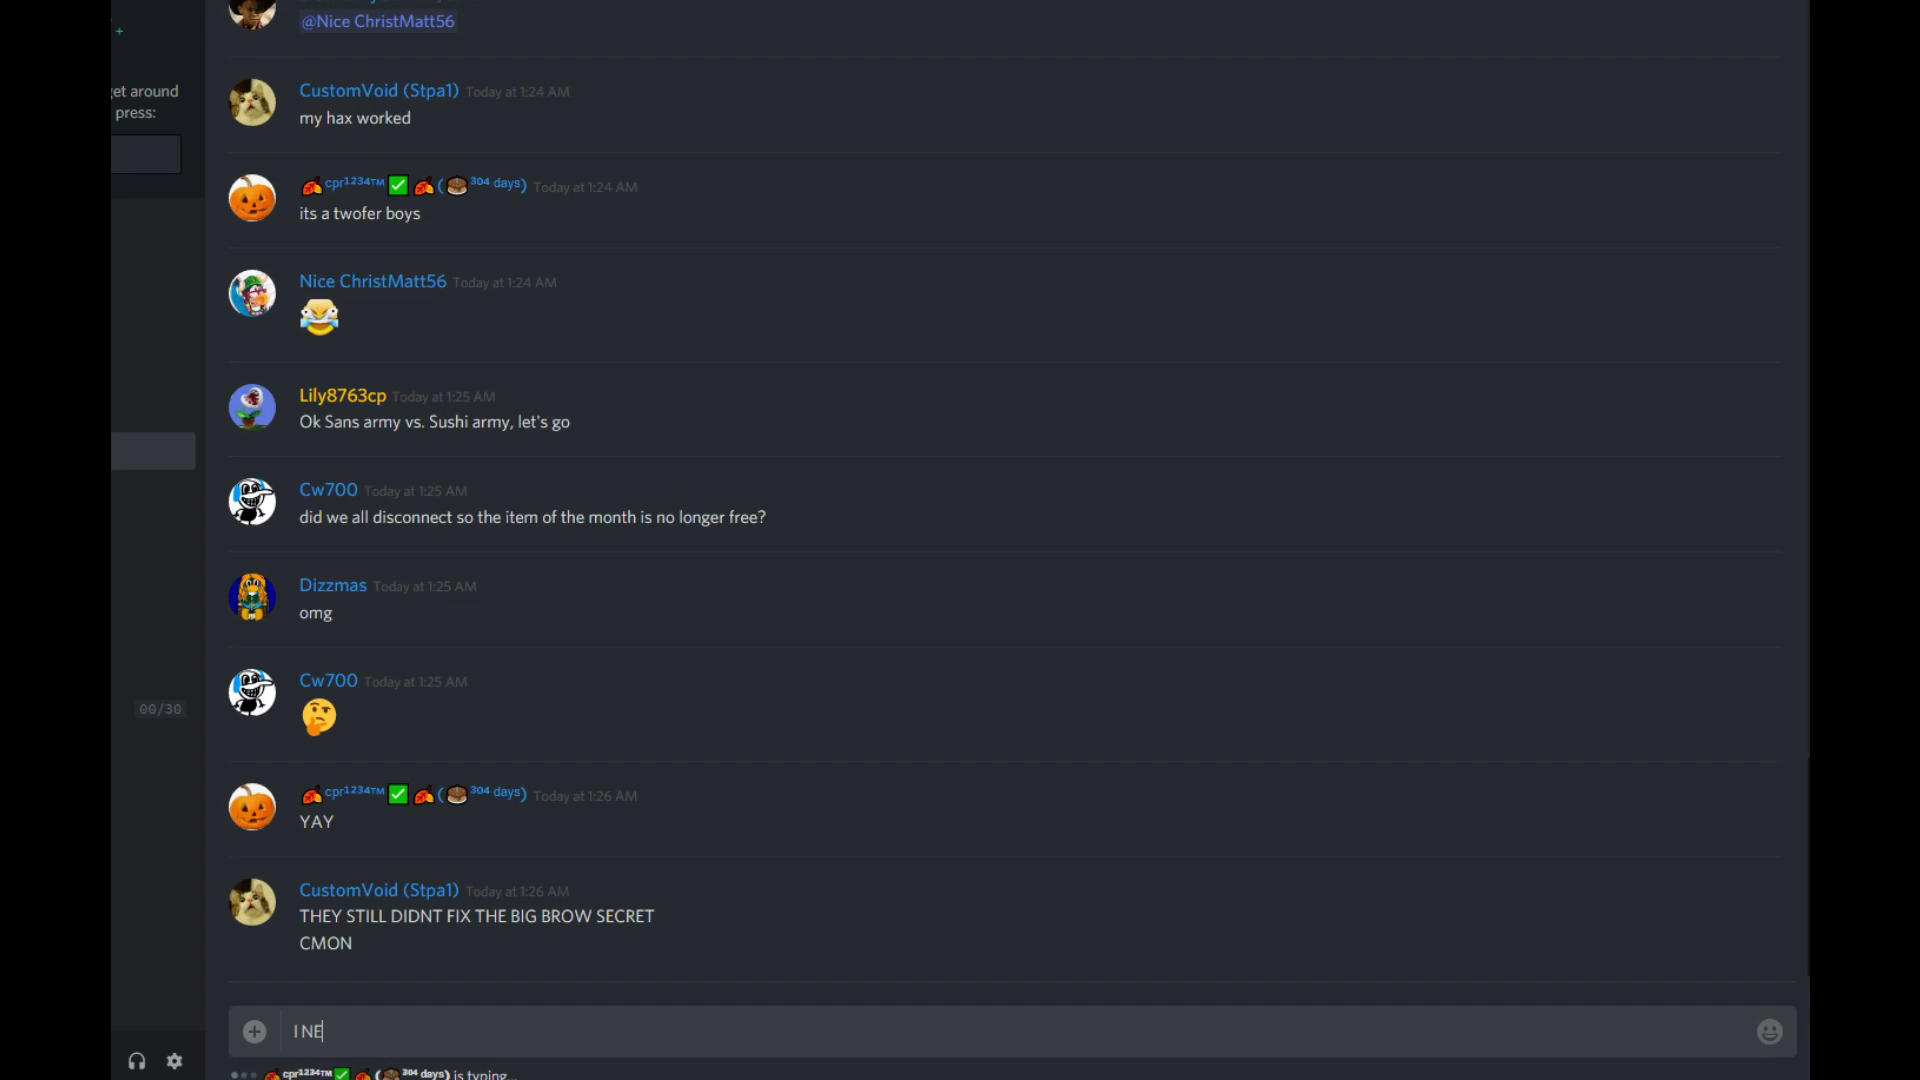 @Nice ChristMatt56
get around
press:
CustomVoid (Stpa1) Today at 1:24 AM
my hax worked
🍂cpr¹²³⁴™✅🍂(🎂³⁰⁴ days) Today at 1:24 AM
its a twofer boys
Nice ChristMatt56 Today at 1:24 AM
Lily8763cp Today at 1:25 AM
Ok Sans army vs. Sushi army, let's go
Cw700 Today at 1:25 AM
did we all disconnect so the item of the month is no longer free?
Dizzmas Today at 1:25 AM
omg
Cw700 Today at 1:25 AM
🤔
00/30
🍂cpr¹²³⁴™✅🍂(🎂³⁰⁴ days) Today at 1:26 AM
YAY
CustomVoid (Stpa1) Today at 1:26 AM
THEY STILL DIDNT FIX THE BIG BROW SECRET
CMON
I NE
🍂cpr¹²³⁴™✅🍂(🎂³⁰⁴ days) is typing...